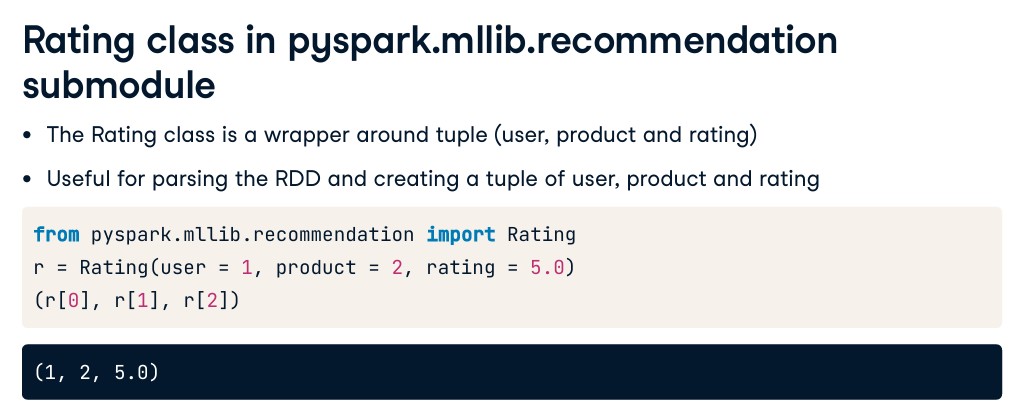 Rating class in pyspark.mllib.recommendation
submodule
• The Rating class is a wrapper around tuple (user, product and rating)
• Useful for parsing the RDD and creating a tuple of user, product and rating
from pyspark.mllib.recommendation import Rating
r = Rating(user = 1, product = 2, rating = 5.0)
(r[0], r[1], r[2])
(1, 2, 5.0)